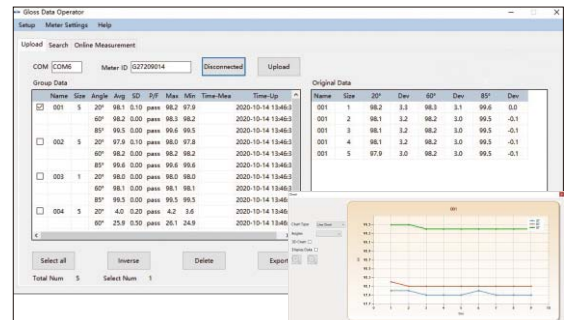 Gloss Data Operator
Setup Meter Settings Help
Upload Search Online Measurement
COM COM6 Meter ID G27209014 Disconnected Upload
Group Data
Name Size Angle Avg SD P/F Max Min Time-Mea Time-Up
001 5 20° 98.1 0.10 pass 98.2 97.9 2020-10-14 13:46:3
60° 98.2 0.00 pass 98.3 98.2 2020-10-14 13:46:3
85° 99.5 0.00 pass 99.6 99.5 2020-10-14 13:46:3
002 5 20° 97.9 0.10 pass 98.0 97.8 2020-10-14 13:46:3
60° 98.2 0.00 pass 98.2 98.2 2020-10-14 13:46:3
85° 99.6 0.00 pass 99.6 99.6 2020-10-14 13:46:3
003 1 20° 98.0 0.00 pass 98.0 98.0 2020-10-14 13:46:3
60° 98.1 0.00 pass 98.1 98.1 2020-10-14 13:46:3
85° 99.5 0.00 pass 99.5 99.5 2020-10-14 13:46:3
004 5 20° 4.0 0.20 pass 4.2 3.6 2020-10-14 13:46:3
60° 25.9 0.50 pass 26.1 24.9 2020-10-14 13:46
Select all Inverse Delete Export
Total Num 5 Select Num 1
Original Data
Name Size 20° Dev 60° Dev 85° Dev
001 1 98.2 3.3 98.3 3.1 99.6 0.0
001 2 98.1 3.2 98.2 3.0 99.5 -0.1
001 3 98.1 3.2 98.2 3.0 99.5 -0.1
001 4 98.1 3.2 98.2 3.0 99.5 -0.1
001 5 97.9 3.0 98.2 3.0 99.5 -0.1
Chart Type
Angles
3D Chart
Display Data
001